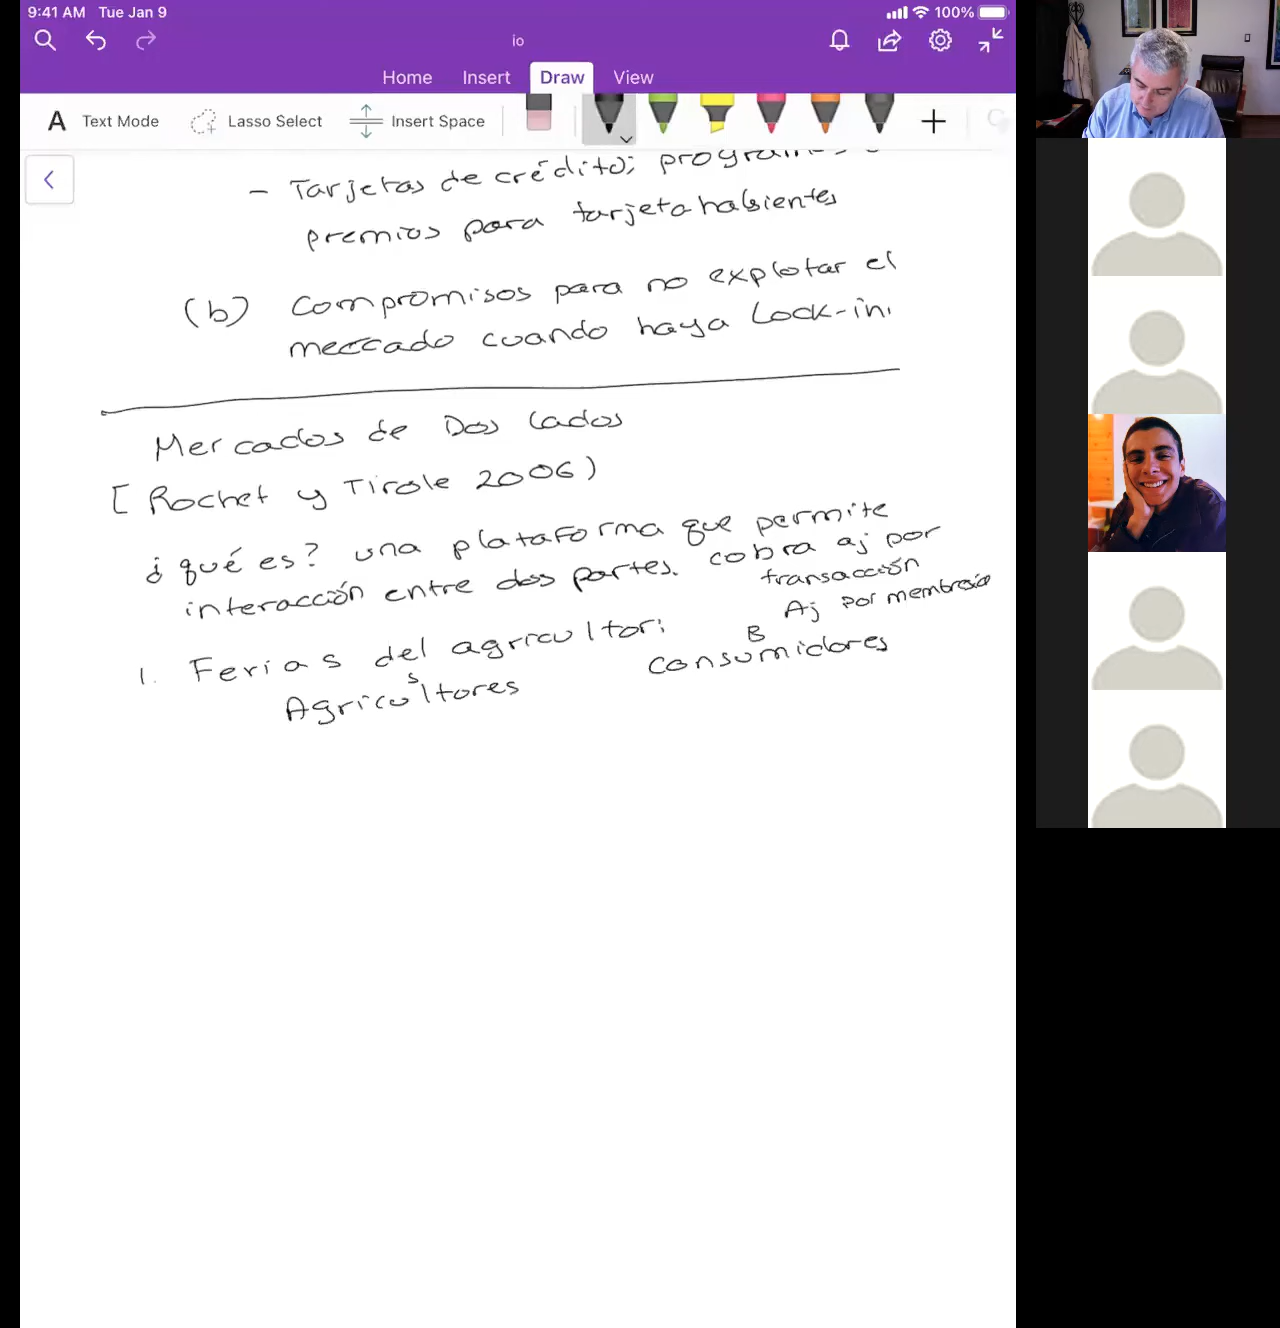 9:41 AM Tue Jan 9
100%
io
Home Insert Draw View
A Text Mode Lasso Select Insert Space
- Tarjetas de crédito; programas
premios para tarjetahabientes
(b) Compromisos para no explotar el
mercado cuando haya Lock-in.
Mercados de Dos Lados
[Rochet y Tirole 2006)
¿qué es? una plataforma que permite
interacción entre dos partes. cobra aj por
transacción
Aj por membresía
1. Ferias del agricultor:
S B
Agricultores Consumidores